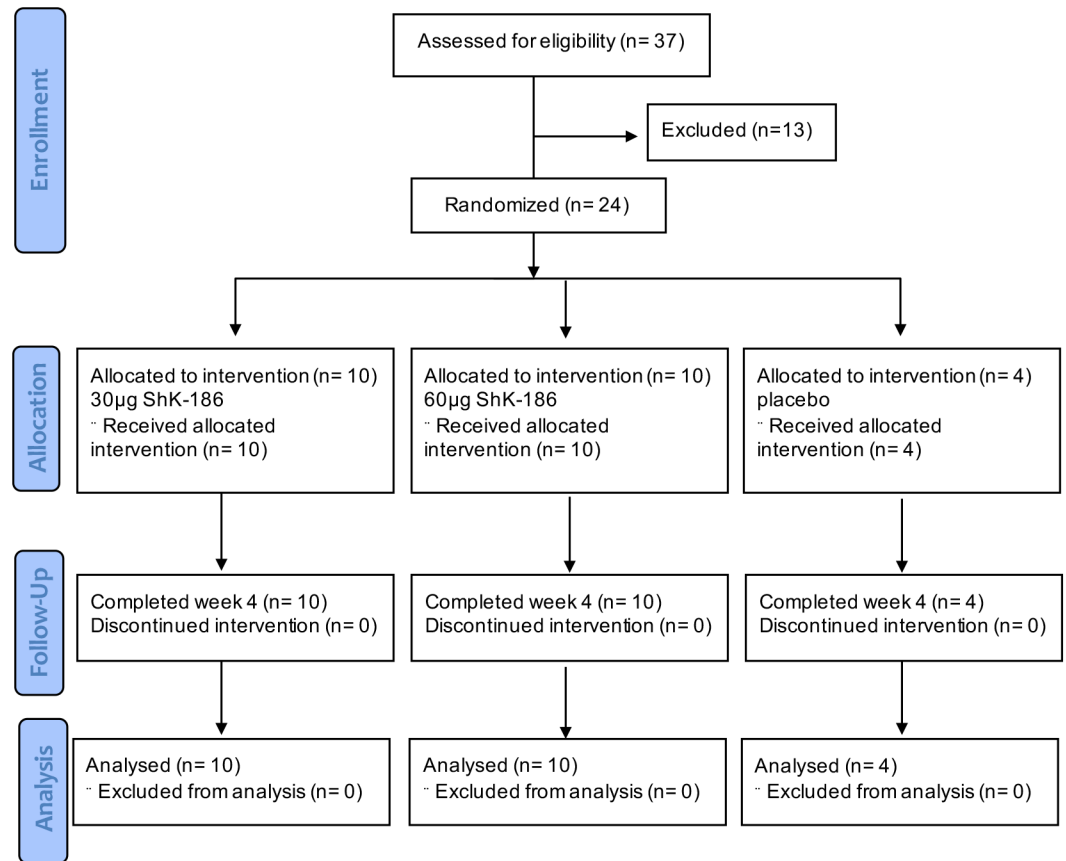 Enrollment
Assessed for eligibility (n= 37)
Excluded (n=13)
Randomized (n= 24)
Allocation
Allocated to intervention (n= 10)
30µg ShK-186
¨ Received allocated
intervention (n= 10)
Allocated to intervention (n= 10)
60µg ShK-186
¨ Received allocated
intervention (n= 10)
Allocated to intervention (n= 4)
placebo
¨ Received allocated
intervention (n= 4)
Follow-Up
Completed week 4 (n= 10)
Discontinued intervention (n= 0)
Completed week 4 (n= 10)
Discontinued intervention (n= 0)
Completed week 4 (n= 4)
Discontinued intervention (n= 0)
Analysis
Analysed (n= 10)
¨ Excluded from analysis (n= 0)
Analysed (n= 10)
¨ Excluded from analysis (n= 0)
Analysed (n= 4)
¨ Excluded from analysis (n= 0)